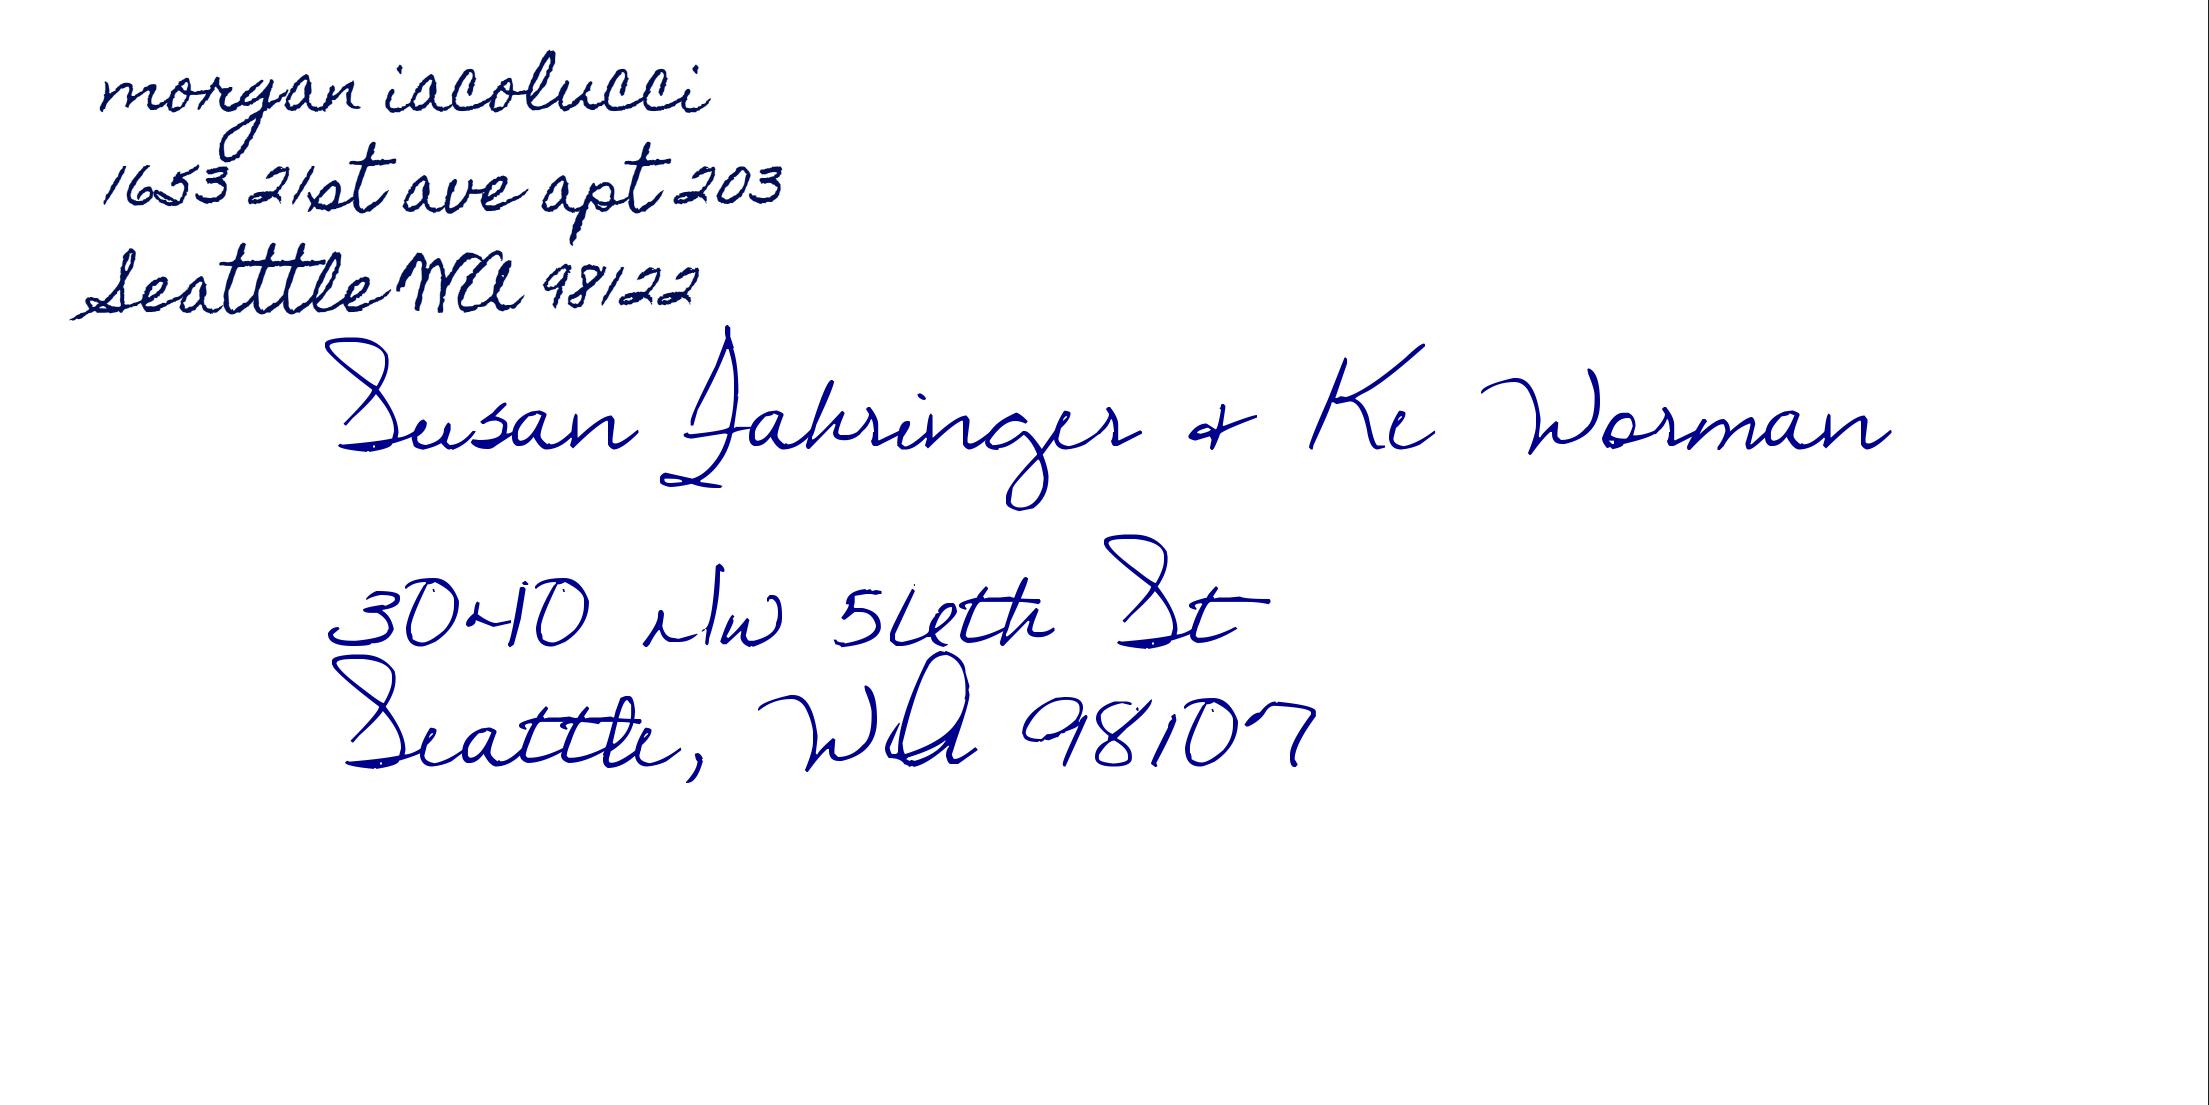 morgan iacolucci
1653 21st ave apt 203
Seatttle WA 98122
Susan Fahringer & Ke Worman
3040 NW 56th St
Seattle, WA 98107